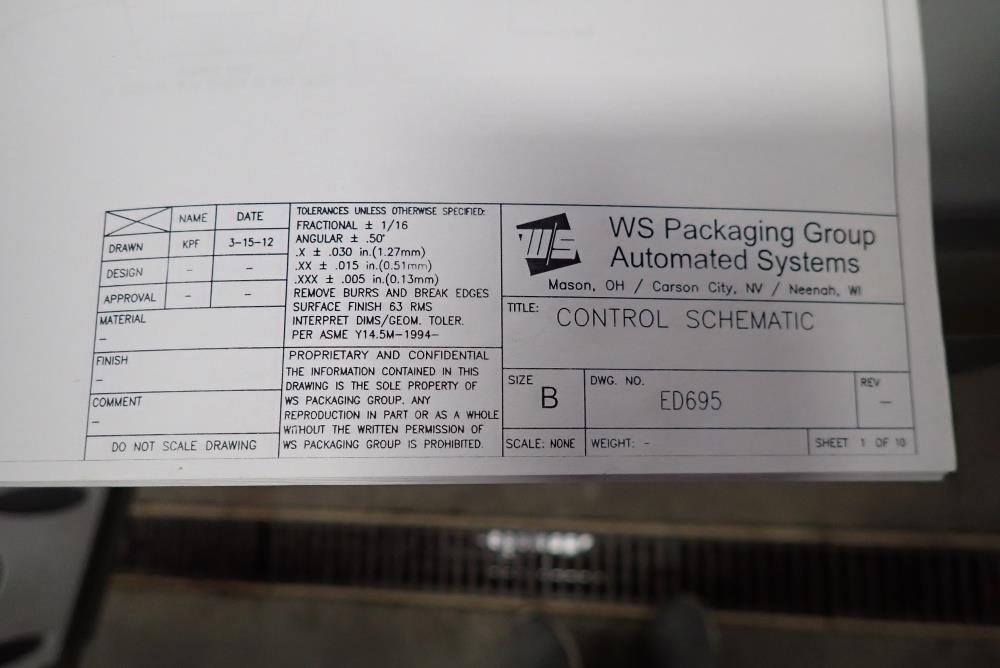 NAME DATE
DRAWN KPF 3-15-12
DESIGN - -
APPROVAL - -
MATERIAL
-
FINISH
-
COMMENT
-
DO NOT SCALE DRAWING
TOLERANCES UNLESS OTHERWISE SPECIFIED:
FRACTIONAL ± 1/16
ANGULAR ± .50°
.X ± .030 in.(1.27mm)
.XX ± .015 in.(0.51mm)
.XXX ± .005 in.(0.13mm)
REMOVE BURRS AND BREAK EDGES
SURFACE FINISH 63 RMS
INTERPRET DIMS/GEOM. TOLER.
PER ASME Y14.5M-1994-
PROPRIETARY AND CONFIDENTIAL
THE INFORMATION CONTAINED IN THIS
DRAWING IS THE SOLE PROPERTY OF
WS PACKAGING GROUP. ANY
REPRODUCTION IN PART OR AS A WHOLE
WITHOUT THE WRITTEN PERMISSION OF
WS PACKAGING GROUP IS PROHIBITED.
WS Packaging Group
Automated Systems
Mason, OH / Carson City, NV / Neenah, WI
TITLE: CONTROL SCHEMATIC
SIZE
B
DWG. NO.
ED695
REV
-
SCALE: NONE
WEIGHT: -
SHEET 1 OF 10